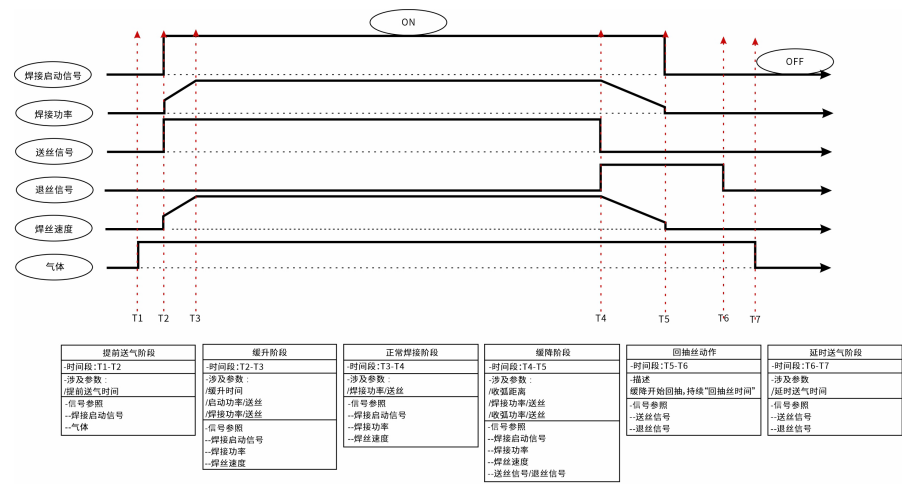 ON
OFF
焊接启动信号
焊接功率
送丝信号
退丝信号
焊丝速度
气体
T1 T2 T3 T4 T5 T6 T7
提前送气阶段
-时间段:T1-T2
-涉及参数:
/提前送气时间
-信号参照
--焊接启动信号
--气体
缓升阶段
-时间段:T2-T3
-涉及参数:
/缓升时间
/启动功率/送丝
/焊接功率/送丝
-信号参照
--焊接启动信号
--焊接功率
--焊丝速度
正常焊接阶段
-时间段:T3-T4
-涉及参数:
/焊接功率/送丝
-信号参照
--焊接启动信号
--焊接功率
--焊丝速度
缓降阶段
-时间段:T4-T5
-涉及参数:
/收弧距离
/焊接功率/送丝
/收弧功率/送丝
-信号参照
--焊接启动信号
--焊接功率
--焊丝速度
--送丝信号/退丝信号
回抽丝动作
-时间段:T5-T6
-描述
缓降开始回抽,持续“回抽丝时间”
-信号参照
--送丝信号
--退丝信号
延时送气阶段
-时间段:T6-T7
-涉及参数
/延时送气时间
-信号参照
--送丝信号
--退丝信号